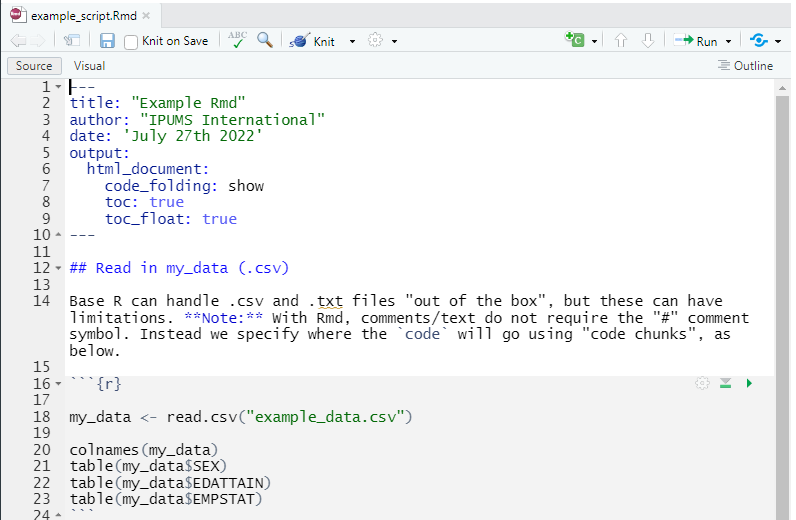 example_script.Rmd
Knit on Save ABC Knit Run
Source Visual Outline
1 ---
2 title: "Example Rmd"
3 author: "IPUMS International"
4 date: 'July 27th 2022'
5 output:
6   html_document:
7     code_folding: show
8     toc: true
9     toc_float: true
10 ---
11
12 ## Read in my_data (.csv)
13
14 Base R can handle .csv and .txt files "out of the box", but these can have
limitations. **Note:** With Rmd, comments/text do not require the "#" comment
symbol. Instead we specify where the `code` will go using "code chunks", as
below.
15
16 ```{r}
17
18 my_data <- read.csv("example_data.csv")
19
20 colnames(my_data)
21 table(my_data$SEX)
22 table(my_data$EDATTAIN)
23 table(my_data$EMPSTAT)
24 ```